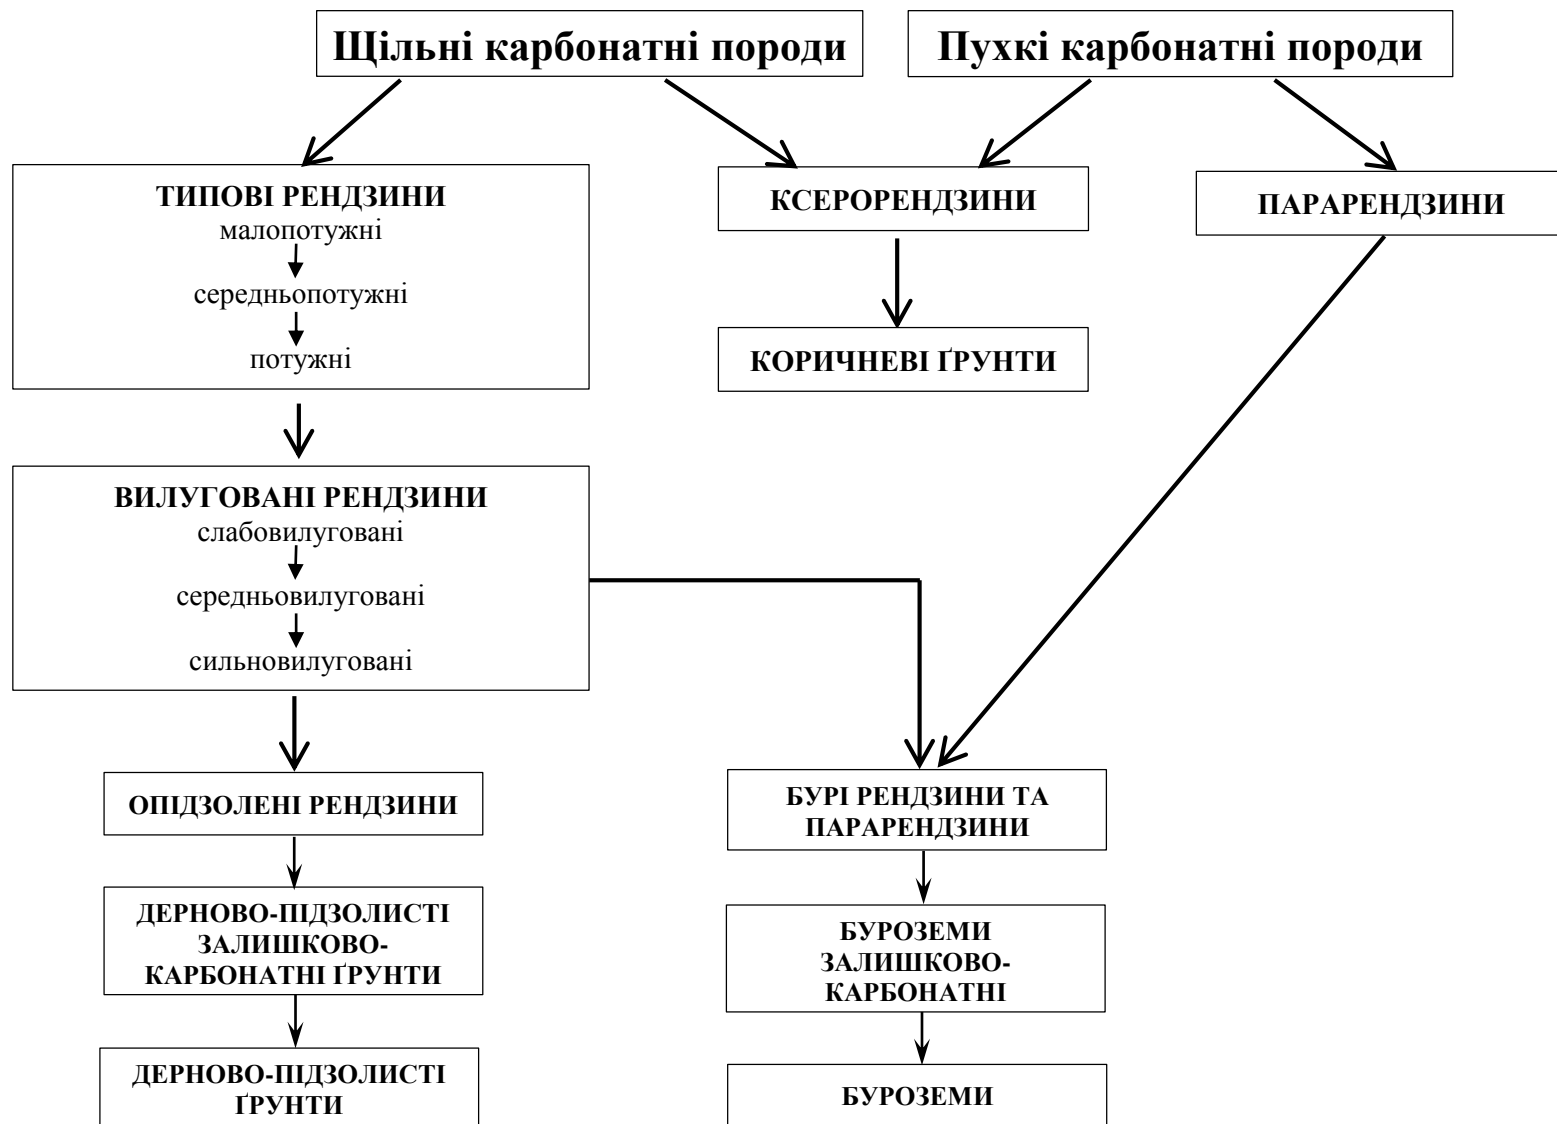 Щільні карбонатні породи
Пухкі карбонатні породи
ТИПОВІ РЕНДЗИНИ
малопотужні
середньопотужні
потужні
КСЕРОРЕНДЗИНИ
ПАРАРЕНДЗИНИ
КОРИЧНЕВІ ҐРУНТИ
ВИЛУГОВАНІ РЕНДЗИНИ
слабовилуговані
середньовилуговані
сильновилуговані
ОПІДЗОЛЕНІ РЕНДЗИНИ
БУРІ РЕНДЗИНИ ТА
ПАРАРЕНДЗИНИ
ДЕРНОВО-ПІДЗОЛИСТІ
ЗАЛИШКОВО-
КАРБОНАТНІ ҐРУНТИ
БУРОЗЕМИ
ЗАЛИШКОВО-
КАРБОНАТНІ
ДЕРНОВО-ПІДЗОЛИСТІ
ҐРУНТИ
БУРОЗЕМИ